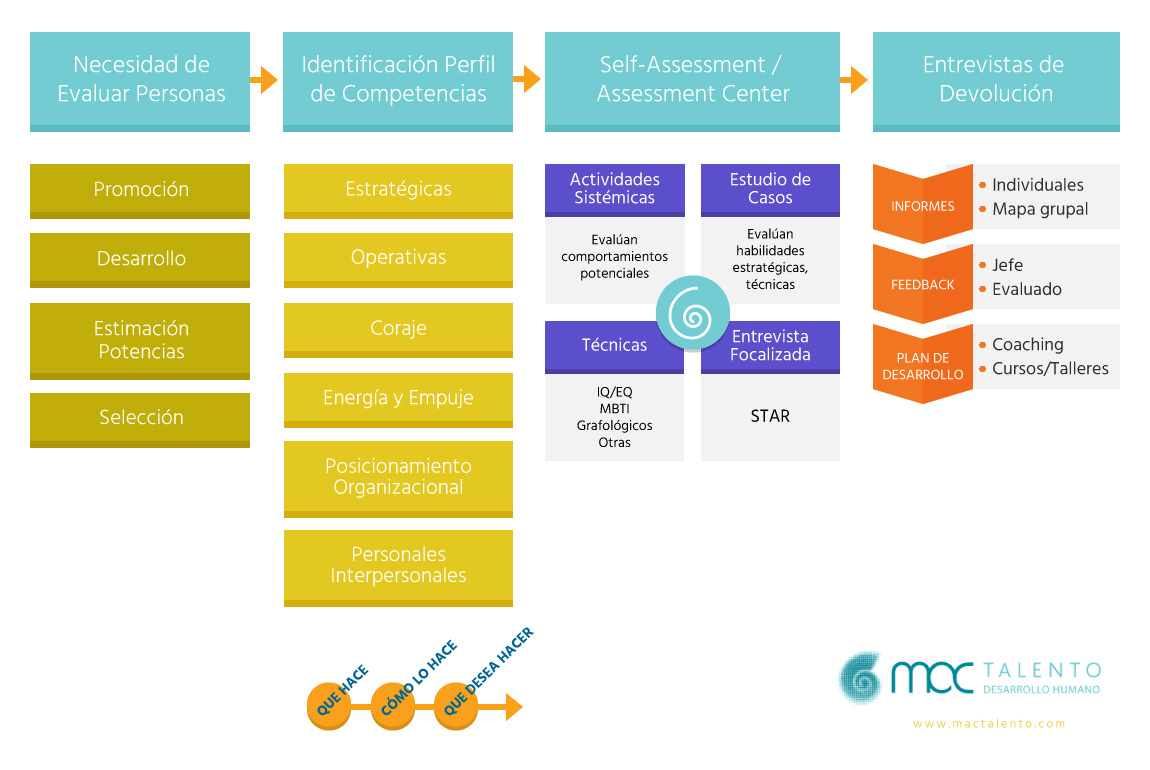 Necesidad de
Evaluar Personas
Identificación Perfil
de Competencias
Self-Assessment /
Assessment Center
Entrevistas de
Devolución
Promoción
Desarrollo
Estimación
Potencias
Selección
Estratégicas
Operativas
Coraje
Energía y Empuje
Posicionamiento
Organizacional
Personales
Interpersonales
QUE HACE
CÓMO LO HACE
QUE DESEA HACER
Actividades
Sistémicas
Evalúan
comportamientos
potenciales
Estudio de
Casos
Evalúan
habilidades
estratégicas,
técnicas
Técnicas
IQ/EQ
MBTI
Grafológicos
Otras
Entrevista
Focalizada
STAR
INFORMES
• Individuales
• Mapa grupal
FEEDBACK
• Jefe
• Evaluado
PLAN DE
DESARROLLO
• Coaching
• Cursos/Talleres
mac TALENTO
DESARROLLO HUMANO
www.mactalento.com